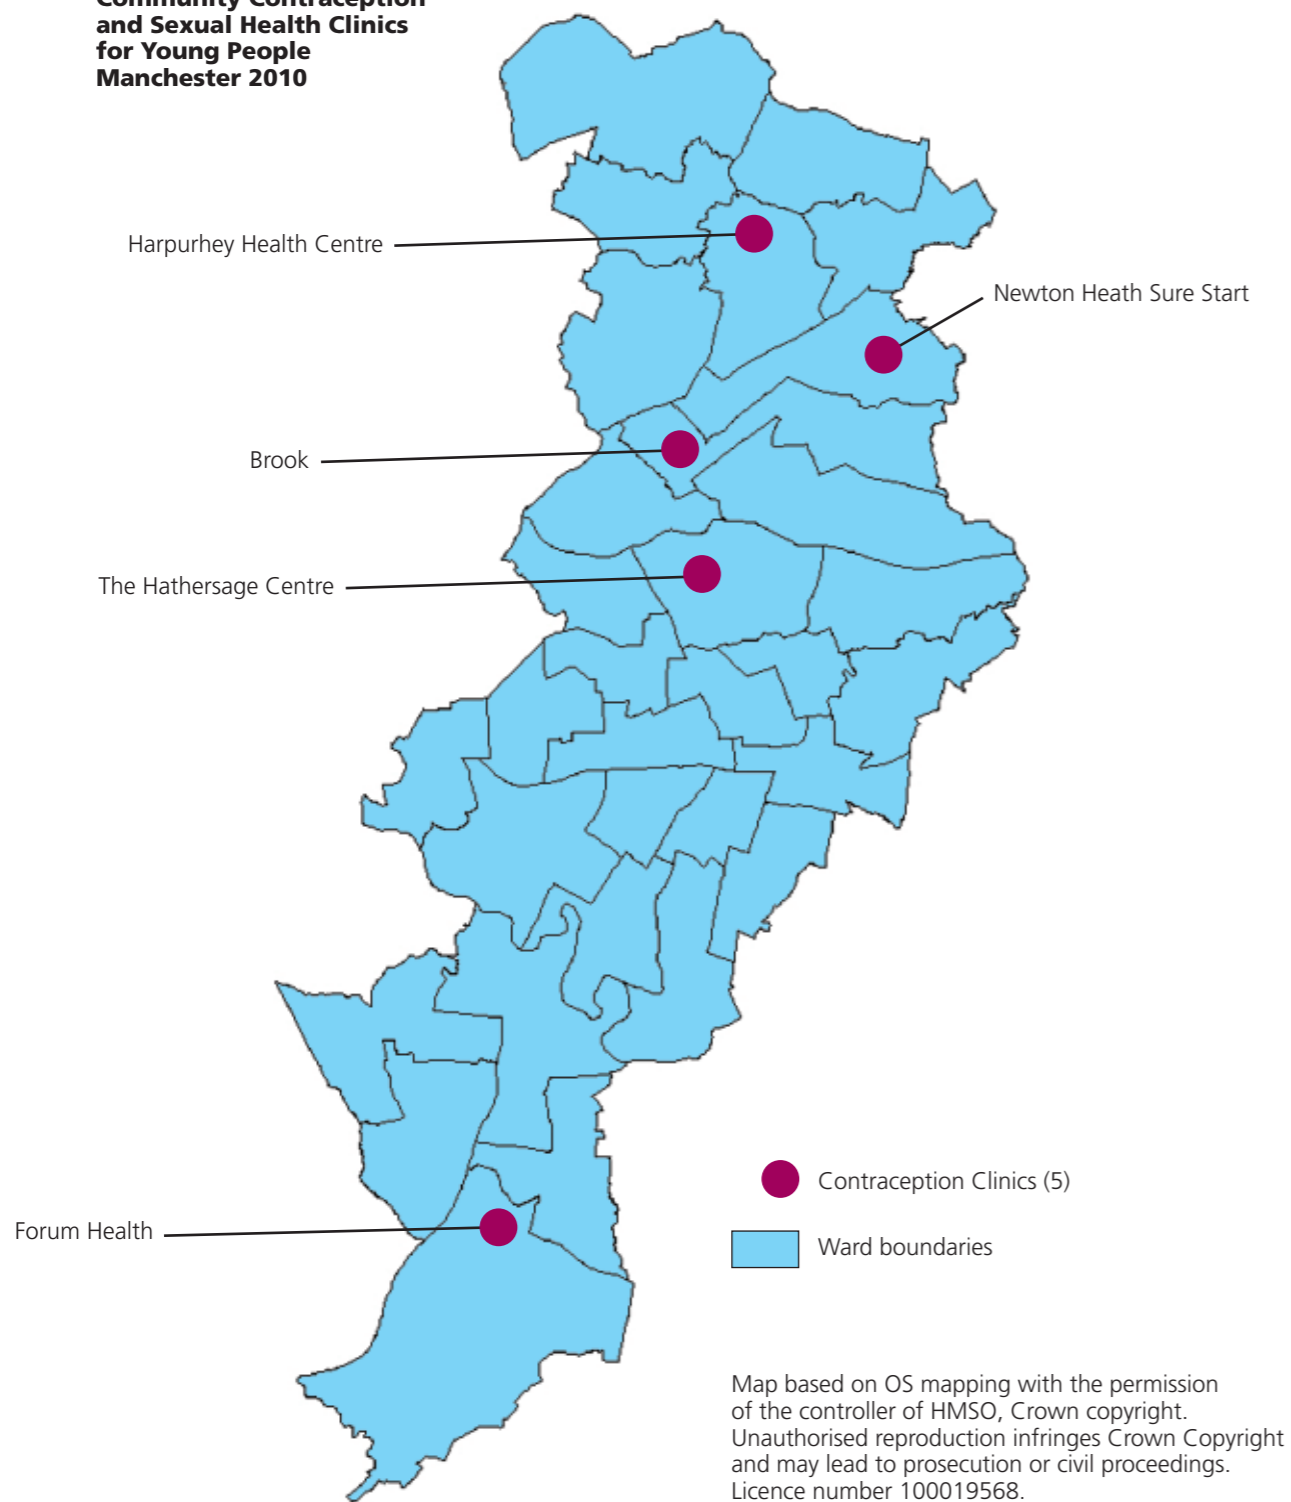 Community Contraception
and Sexual Health Clinics
for Young People
Manchester 2010
Harpurhey Health Centre
Newton Heath Sure Start
Brook
The Hathersage Centre
Contraception Clinics (5)
Forum Health
Ward boundaries
Map based on OS mapping with the permission
of the controller of HMSO, Crown copyright.
Unauthorised reproduction infringes Crown Copyright
and may lead to prosecution or civil proceedings.
Licence number 100019568.